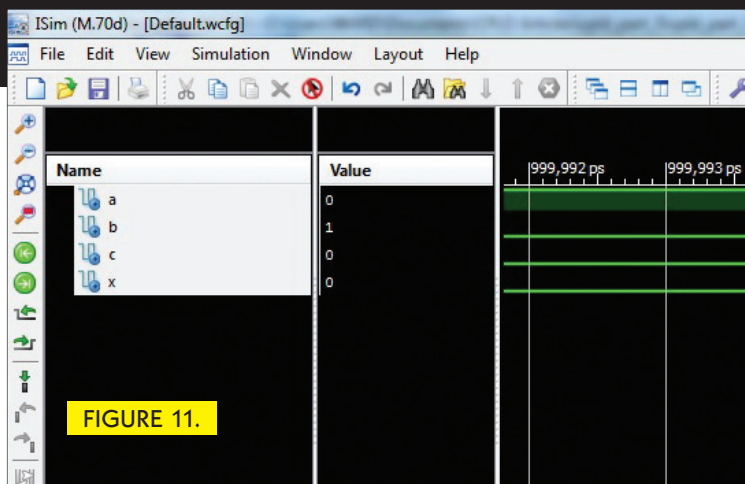 ISim (M.70d) - [Default.wcfg]
File Edit View Simulation Window Layout Help
Name Value
999,992 ps 999,993 ps
a 0
b 1
c 0
x 0
FIGURE 11.